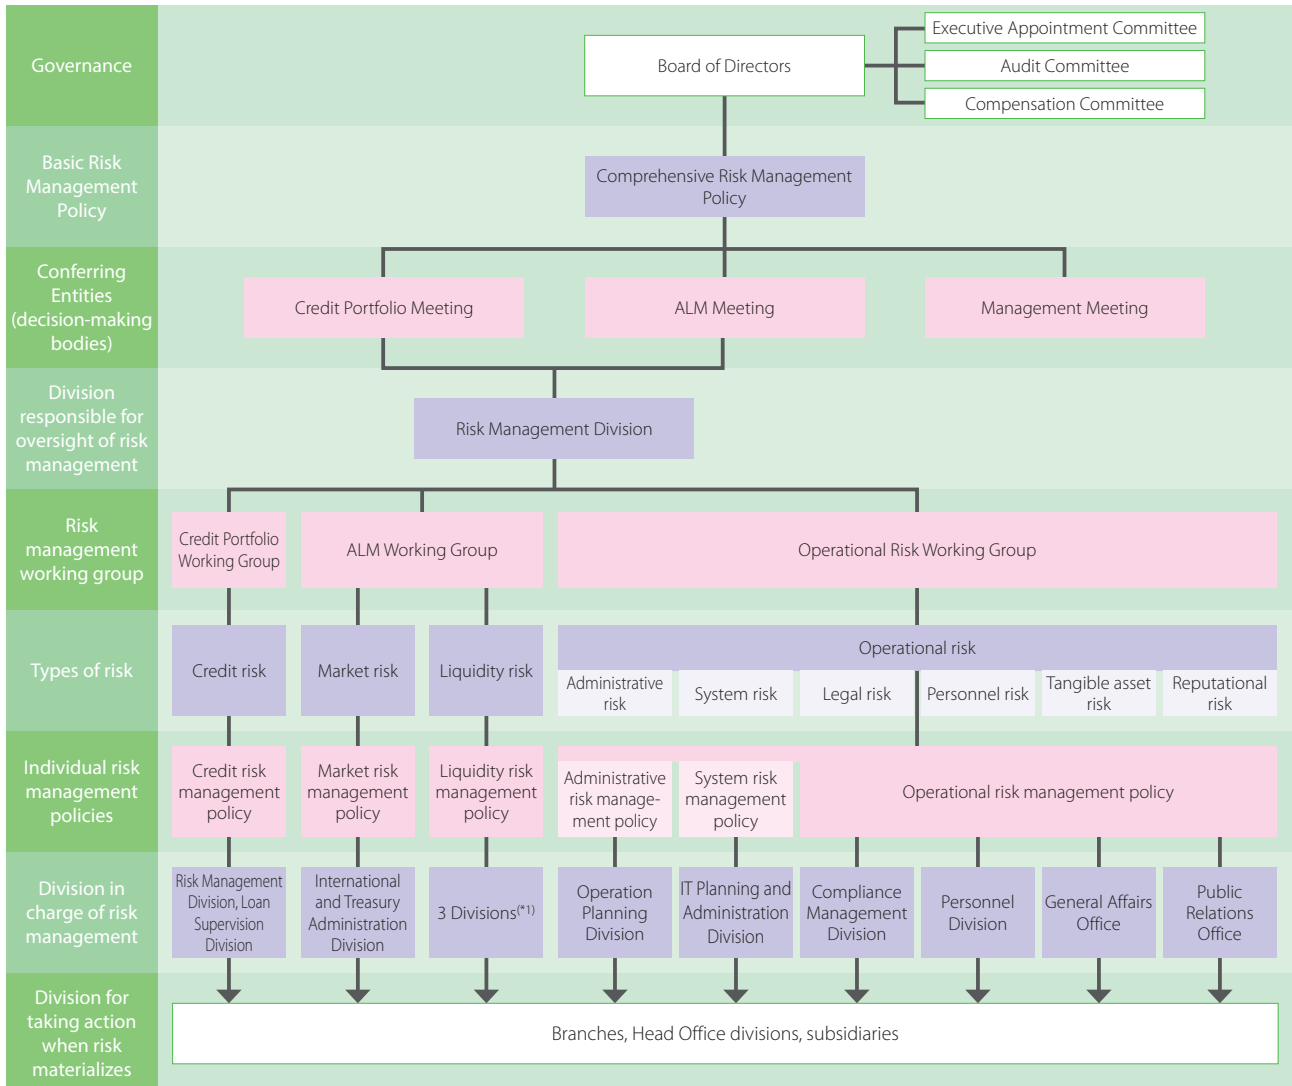 Governance
Board of Directors
Executive Appointment Committee
Audit Committee
Compensation Committee
Basic Risk
Management
Policy
Comprehensive Risk Management
Policy
Conferring
Entities
(decision-making
bodies)
Credit Portfolio Meeting
ALM Meeting
Management Meeting
Division
responsible for
oversight of risk
management
Risk Management Division
Risk
management
working group
Credit Portfolio
Working Group
ALM Working Group
Operational Risk Working Group
Types of risk
Credit risk
Market risk
Liquidity risk
Operational risk
Administrative
risk
System risk
Legal risk
Personnel risk
Tangible asset
risk
Reputational
risk
Individual risk
management
policies
Credit risk
management
policy
Market risk
management
policy
Liquidity risk
management
policy
Administrative
risk manage-
ment policy
System risk
management
policy
Operational risk management policy
Division in
charge of risk
management
Risk Management
Division, Loan
Supervision
Division
International
and Treasury
Administration
Division
3 Divisions(*1)
Operation
Planning
Division
IT Planning and
Administration
Division
Compliance
Management
Division
Personnel
Division
General Affairs
Office
Public
Relations
Office
Division for
taking action
when risk
materializes
Branches, Head Office divisions, subsidiaries